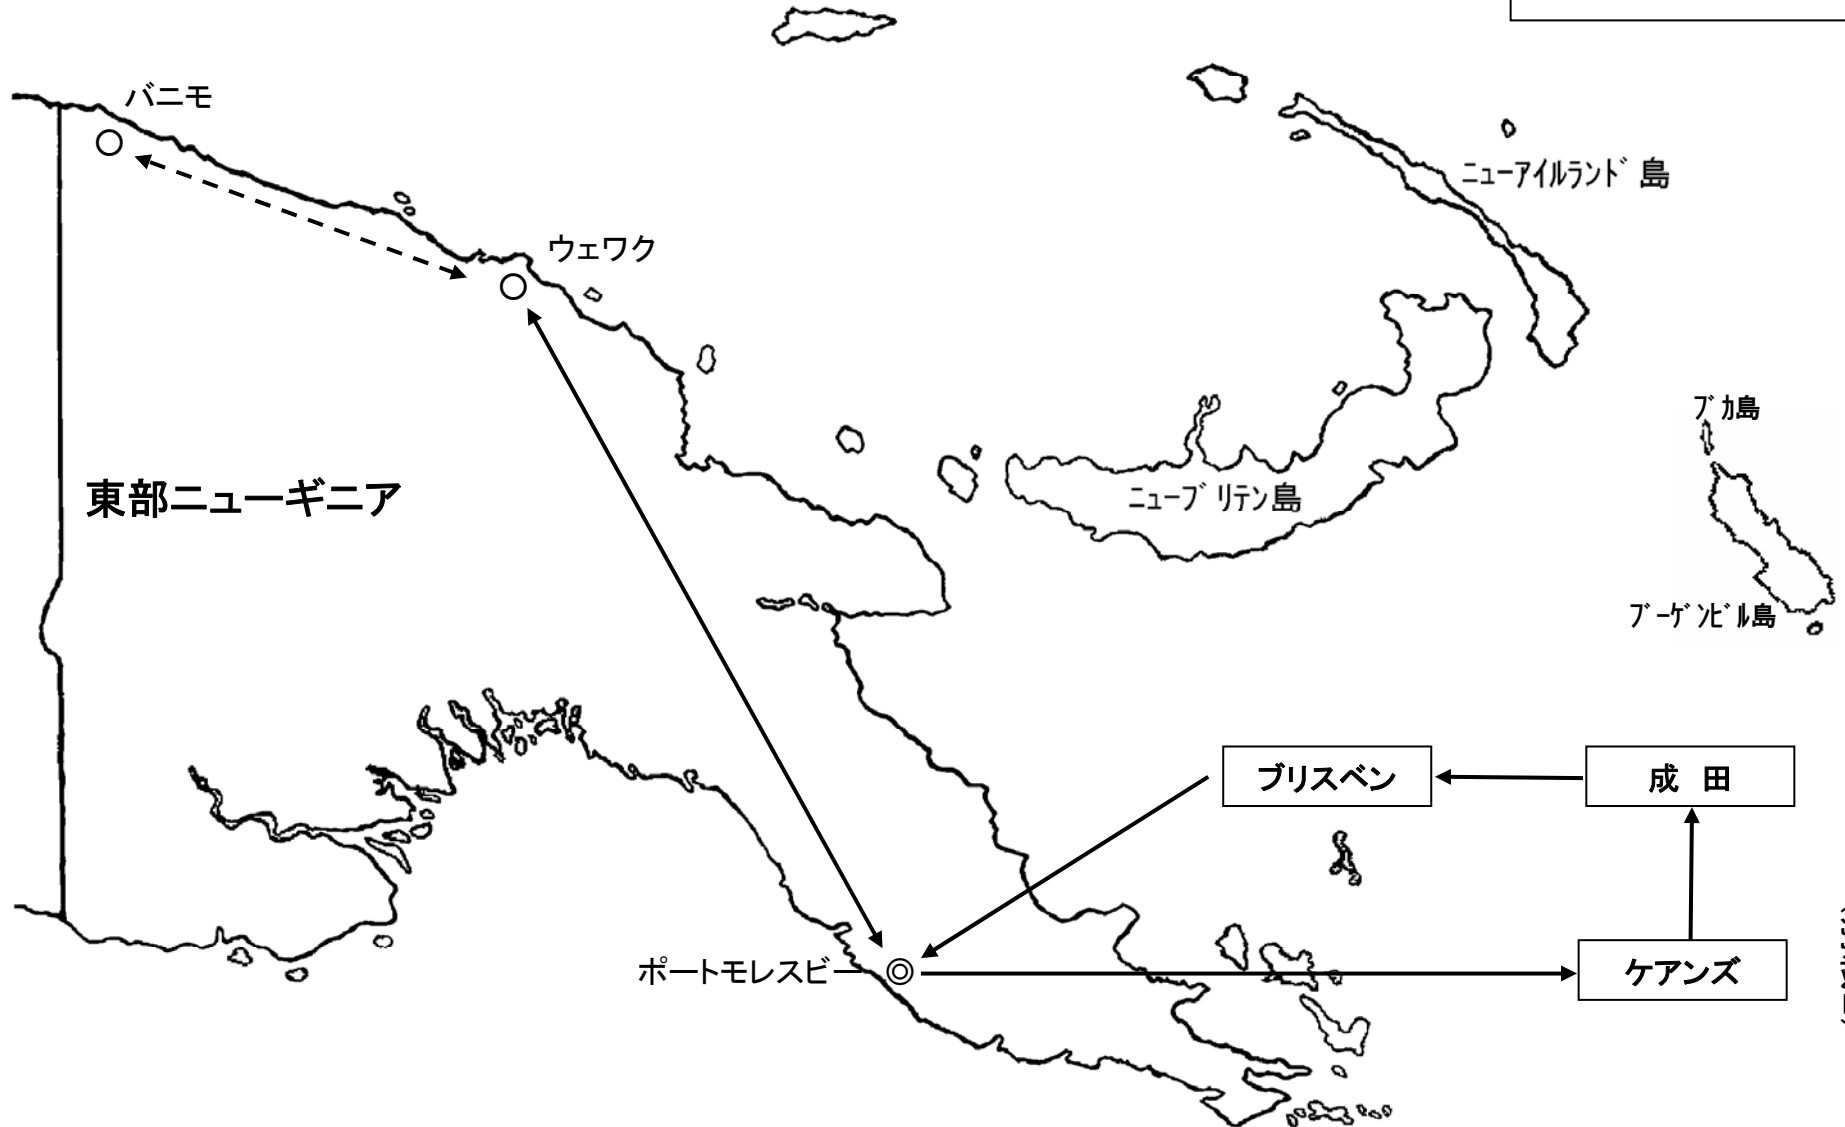 バニモ
ニューアイルランド島
ウェワク
ブカ島
東部ニューギニア
ニューブリテン島
ブーゲンビル島
ブリスベン
成 田
ポートモレスビー
ケアンズ